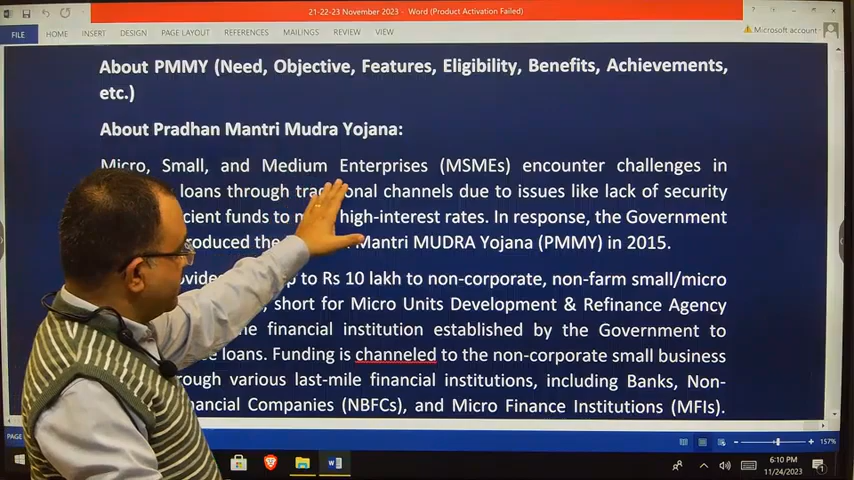 21-22-23 November 2023 - Word (Product Activation Failed)
FILE HOME INSERT DESIGN PAGE LAYOUT REFERENCES MAILINGS REVIEW VIEW Microsoft account
About PMMY (Need, Objective, Features, Eligibility, Benefits, Achievements,
etc.)
About Pradhan Mantri Mudra Yojana:
Micro, Small, and Medium Enterprises (MSMEs) encounter challenges in
loans through channels due to issues like lack of security
funds to high-interest rates. In response, the Government
the Mantri MUDRA Yojana (PMMY) in 2015.
to Rs 10 lakh to non-corporate, non-farm small/micro
short for Micro Units Development & Refinance Agency
financial institution established by the Government to
loans. Funding is channeled to the non-corporate small business
various last-mile financial institutions, including Banks, Non-
Companies (NBFCs), and Micro Finance Institutions (MFIs).
PAGE 157%
6:10 PM
11/24/2023